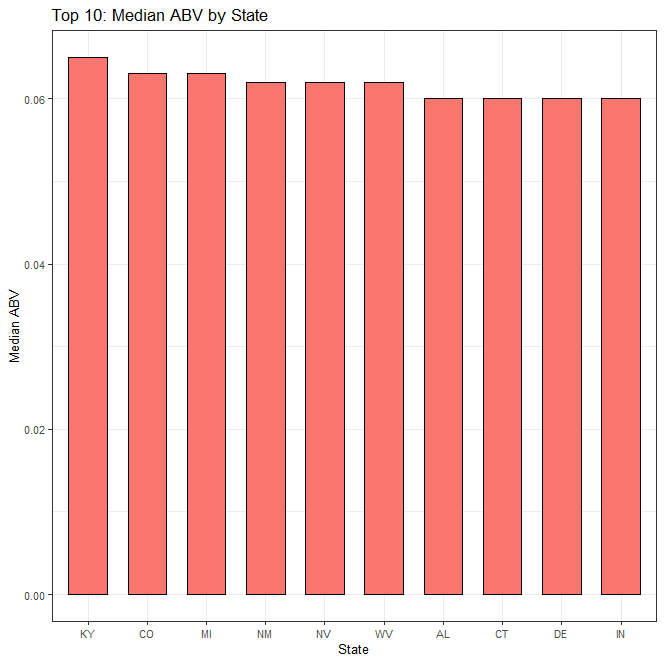 Top 10: Median ABV by State
Median ABV
0.06
0.04
0.02
0.00
KY CO MI NM NV WV AL CT DE IN
State